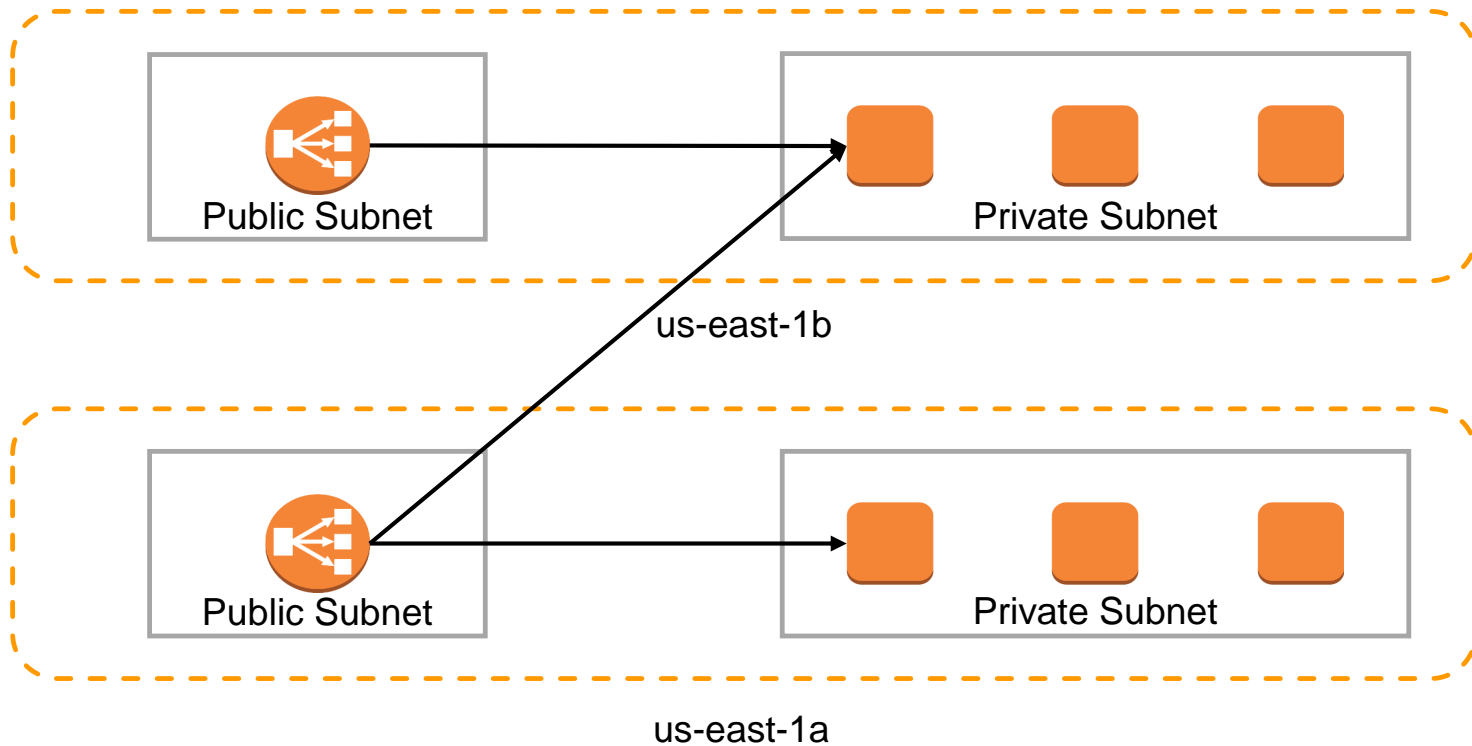 Public Subnet
Private Subnet
us-east-1b
Public Subnet
Private Subnet
us-east-1a